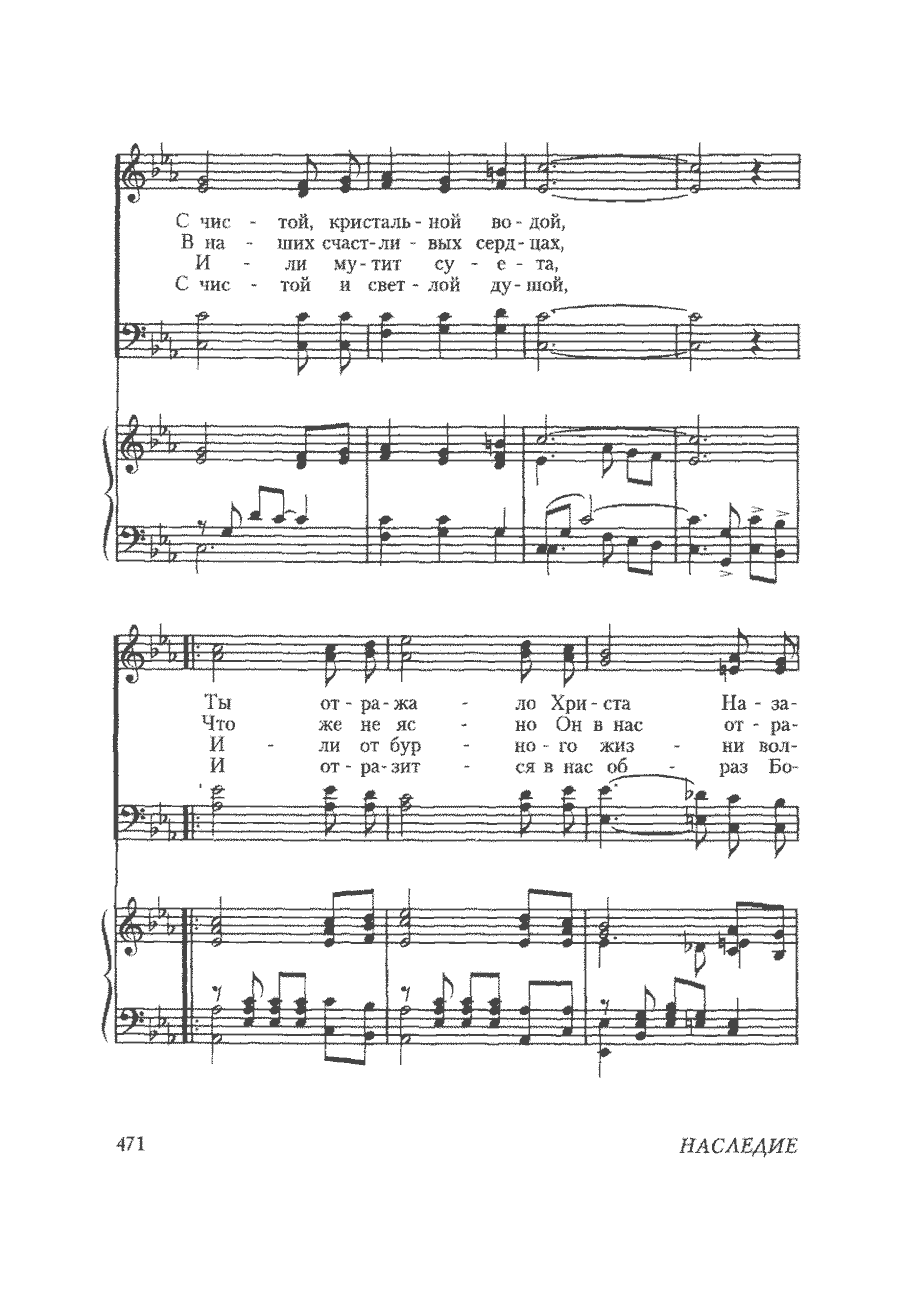 С чис - той, кристаль - ной во - дой,
В на - ших счаст-ли - вых серд-цах,
И - ли му-тит су - е - та,
С чис - той и свет - лой ду-шой,
Ты от - ра-жа - ло Хри - ста На - за-
Что же не яс - но Он в нас от - ра-
И - ли от бур - но - го жиз - ни вол-
И от - ра-зит - ся в нас об - раз Бо-
471
НАСЛЕДИЕ